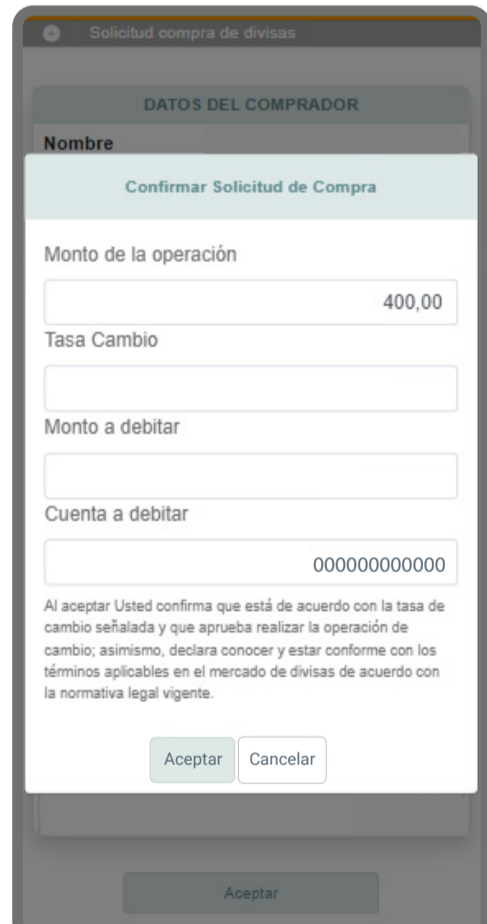 Solicitud compra de divisas
DATOS DEL COMPRADOR
Nombre
Confirmar Solicitud de Compra
Monto de la operación
400,00
Tasa Cambio
Monto a debitar
Cuenta a debitar
000000000000
Al aceptar Usted confirma que está de acuerdo con la tasa de
cambio señalada y que aprueba realizar la operación de
cambio; asimismo, declara conocer y estar conforme con los
términos aplicables en el mercado de divisas de acuerdo con
la normativa legal vigente.
Aceptar Cancelar
Aceptar